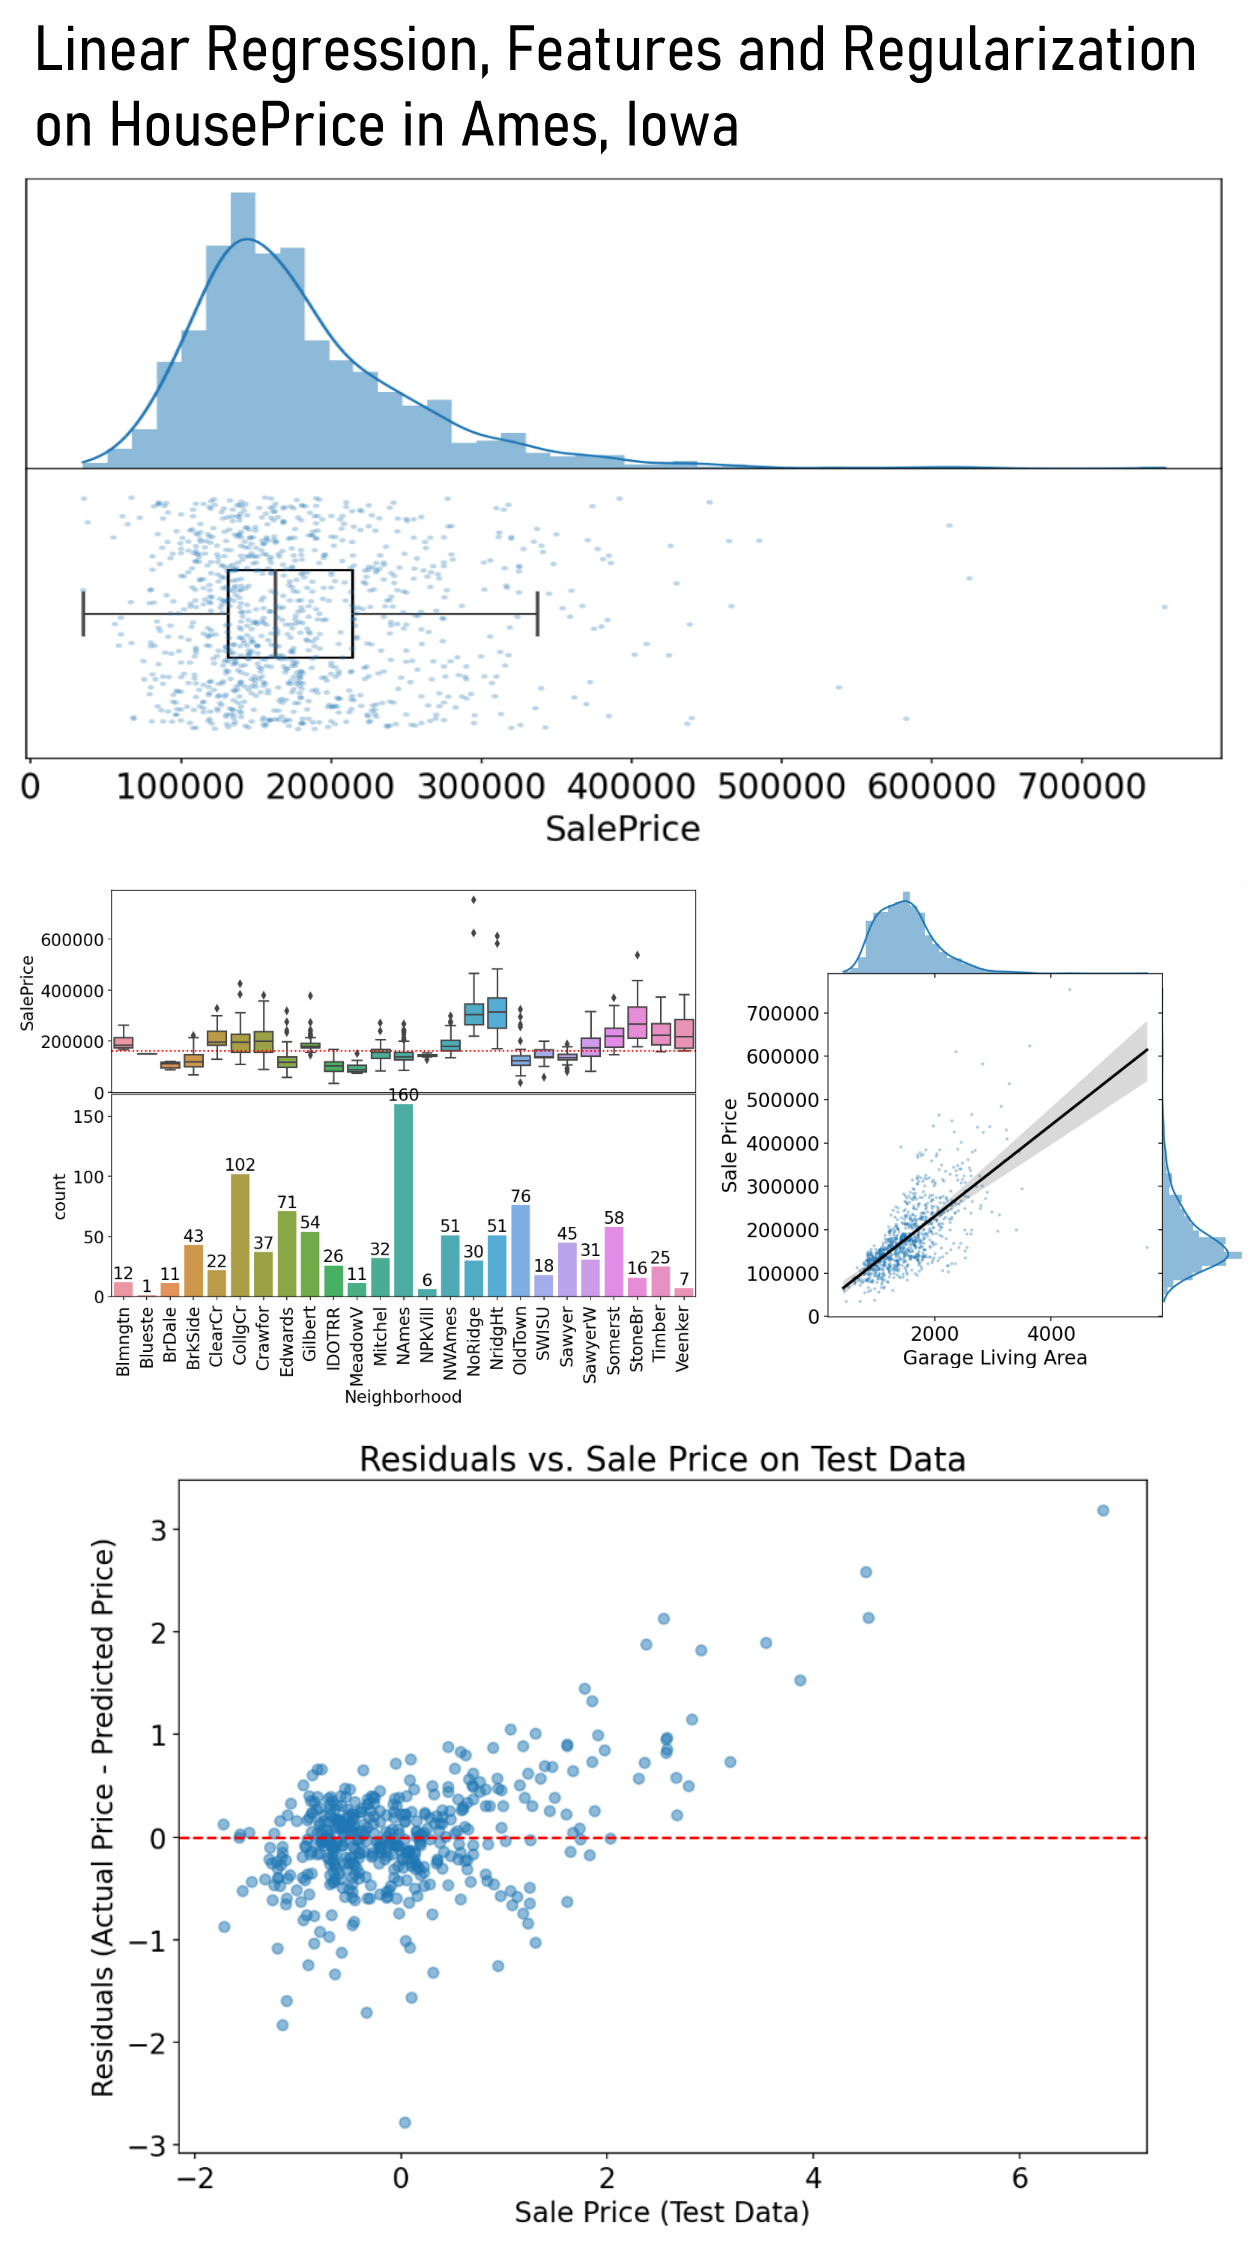 Linear Regression, Features and Regularization
on HousePrice in Ames, Iowa
0 100000 200000 300000 400000 500000 600000 700000
SalePrice
SalePrice
600000
400000
200000
0
count
150
100
50
0
12 1 11 43 22 102 37 71 54 26 11 32 160 6 51 30 51 76 18 45 31 58 16 25 7
Blmngtn Blueste BrDale BrkSide ClearCr CollgCr Crawfor Edwards Gilbert IDOTRR MeadowV Mitchel NAmes NPkVill NWAmes NoRidge NridgHt OldTown SWISU Sawyer SawyerW Somerst StoneBr Timber Veenker
Neighborhood
Sale Price
700000
600000
500000
400000
300000
200000
100000
0
2000 4000
Garage Living Area
Residuals vs. Sale Price on Test Data
Residuals (Actual Price - Predicted Price)
3
2
1
0
−1
−2
−3
−2 0 2 4 6
Sale Price (Test Data)